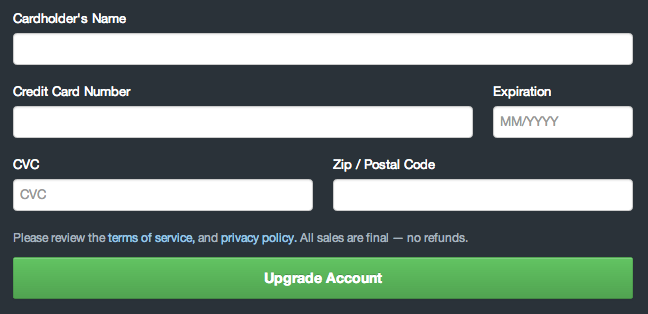 Cardholder's Name
Credit Card Number Expiration
MM/YYYY
CVC Zip / Postal Code
CVC
Please review the terms of service, and privacy policy. All sales are final — no refunds.
Upgrade Account